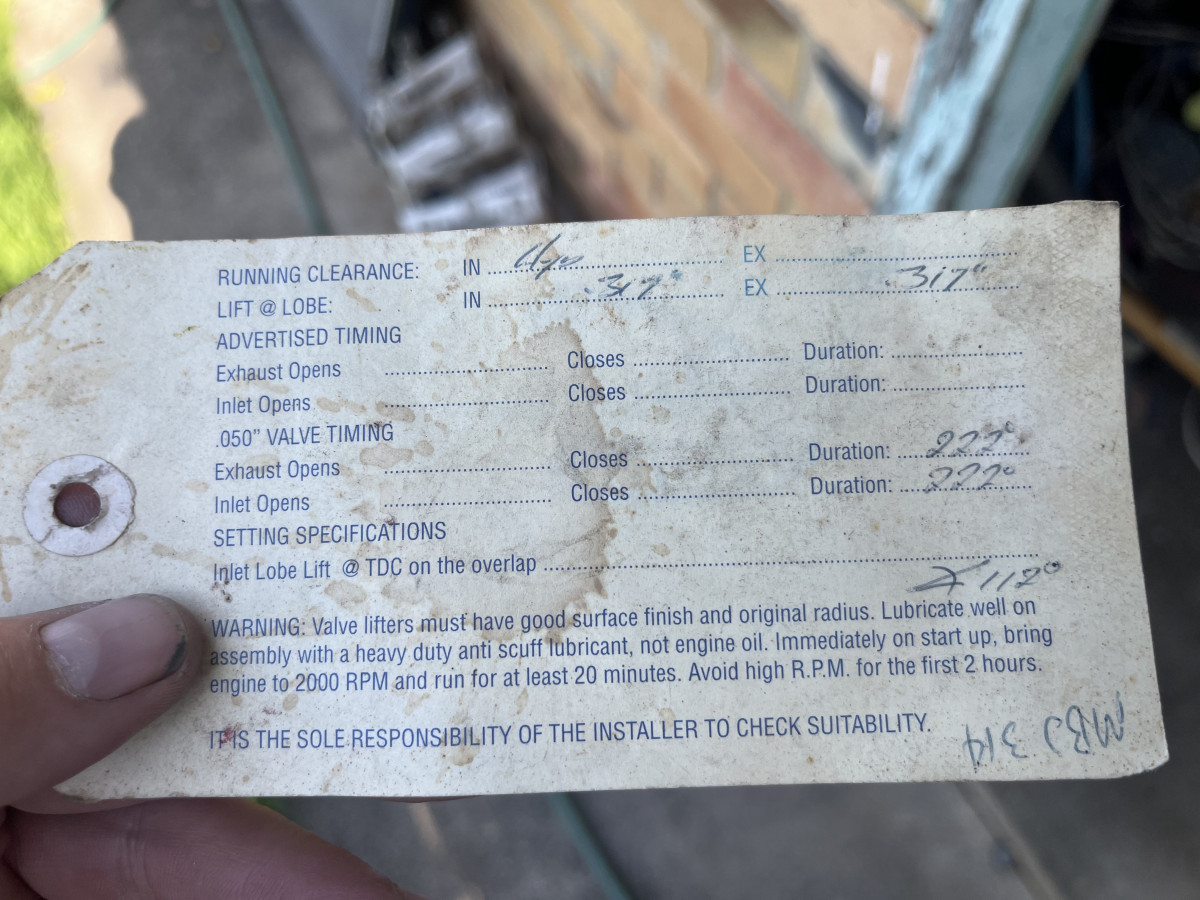 RUNNING CLEARANCE: IN ........ Hyd ........ EX ........
LIFT @ LOBE: IN ........ .317" ........ EX ........ .317" ........
ADVERTISED TIMING
Exhaust Opens ........ Closes ........ Duration: ........
Inlet Opens ........ Closes ........ Duration: ........
.050" VALVE TIMING
Exhaust Opens ........ Closes ........ Duration: ........ 222°
Inlet Opens ........ Closes ........ Duration: ........ 222°
SETTING SPECIFICATIONS
Inlet Lobe Lift @ TDC on the overlap ........
112°
WARNING: Valve lifters must have good surface finish and original radius. Lubricate well on
assembly with a heavy duty anti scuff lubricant, not engine oil. Immediately on start up, bring
engine to 2000 RPM and run for at least 20 minutes. Avoid high R.P.M. for the first 2 hours.
IT IS THE SOLE RESPONSIBILITY OF THE INSTALLER TO CHECK SUITABILITY.
314